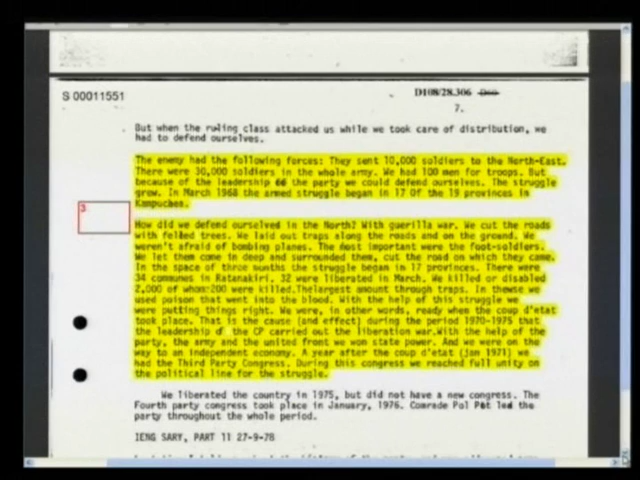 S 00011551
D108/28.306
7.
But when the ruling class attacked us while we took care of distribution, we
had to defend ourselves.
The enemy had the following forces: They sent 10,000 soldiers to the North-East.
There were 30,000 soldiers in the whole army. We had 100 men for troops. But
because of the leadership of the party we could defend ourselves. The struggle
grow. In March 1968 the armed struggle began in 17 Of the 19 provinces in
Kampuchea.
3
How did we defend ourselved in the North? With guerilla war. We cut the roads
with felled trees. We laid out traps along the roads and on the ground. We
weren't afraid of bombing planes. The most important were the foot-soldiers.
We let them come in deep and surrounded them, cut the road on which they came.
In the space of three months the struggle began in 17 provinces. There were
34 communes in Ratanakiri. 32 were liberated in March. We killed or disabled
2,000 of whom 200 were killed. Thelargest amount through traps. In these we
used poison that went into the blood. With the help of this struggle we
were putting things right. We were, in other words, ready when the coup d'etat
took place. That is the cause (and effect) during the period 1970-1975 that
the leadership of the CP carried out the liberation war.With the help of the
party, the army and the united front we won state power. And we were on the
way to an independent economy. A year after the coup d'etat (jan 1971) we
had the Third Party Congress. During this congress we reached full unity on
the political line for the struggle.
We liberated the country in 1975, but did not have a new congress. The
Fourth party congress took place in January, 1976. Comrade Pol Pot led the
party throughout the whole period.
IENG SARY, PART 11 27-9-78